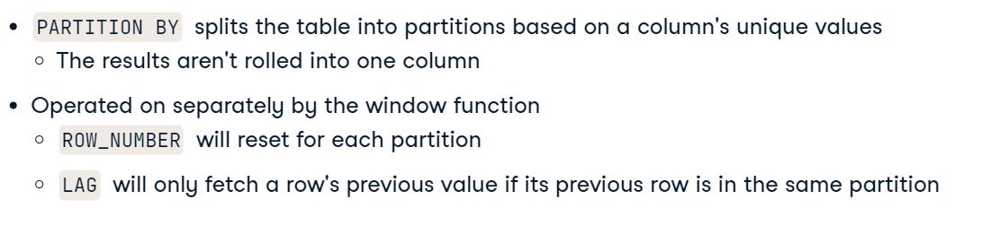 PARTITION BY splits the table into partitions based on a column's unique values
The results aren't rolled into one column
Operated on separately by the window function
ROW_NUMBER will reset for each partition
LAG will only fetch a row's previous value if its previous row is in the same partition